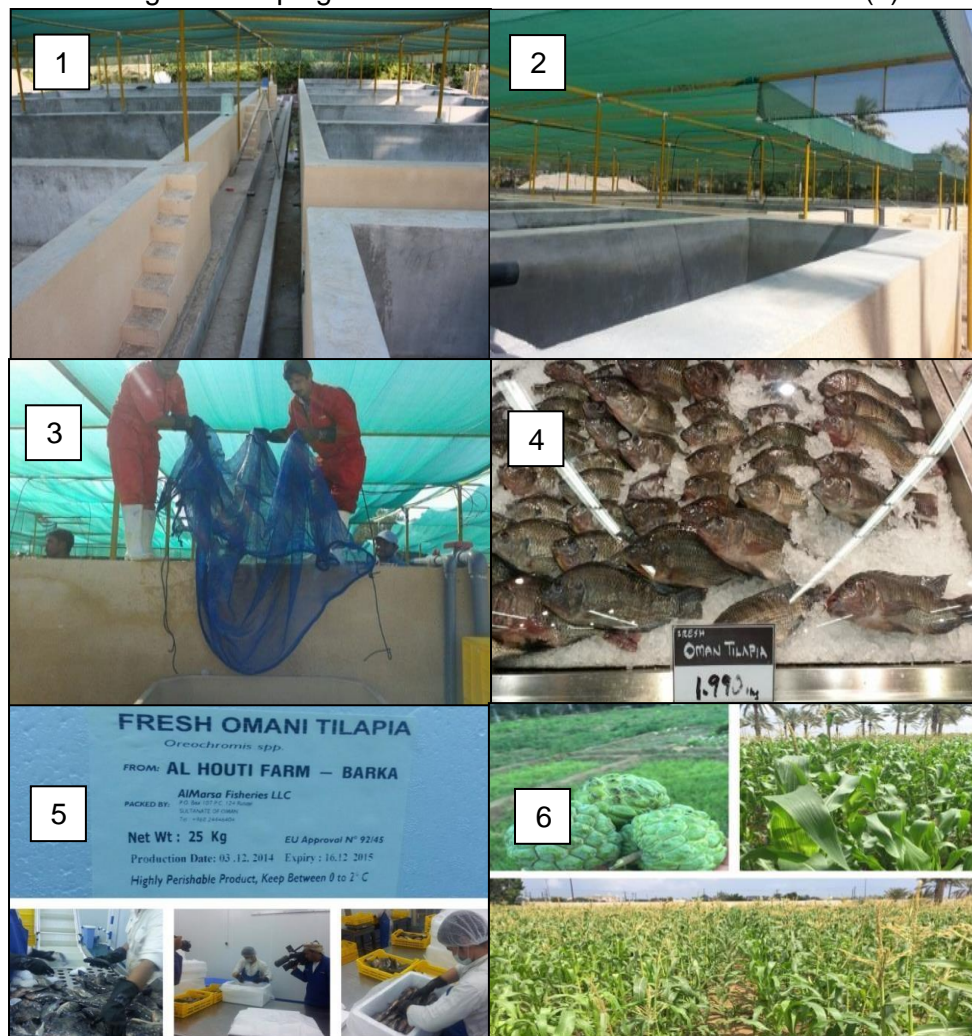 1
2
3
4
FRESH
OMAN TILAPIA
1.990
5
FRESH OMANI TILAPIA
Oreochromis spp.
FROM: AL HOUTI FARM – BARKA
AlMarsa Fisheries LLC
PACKED BY:
SULTANATE OF OMAN
Net Wt : 25 Kg
EU Approval N° 92/45
Production Date: 03 .12. 2014 Expiry : 16.12 -2015
Highly Perishable Product, Keep Between 0 to 2° C
6